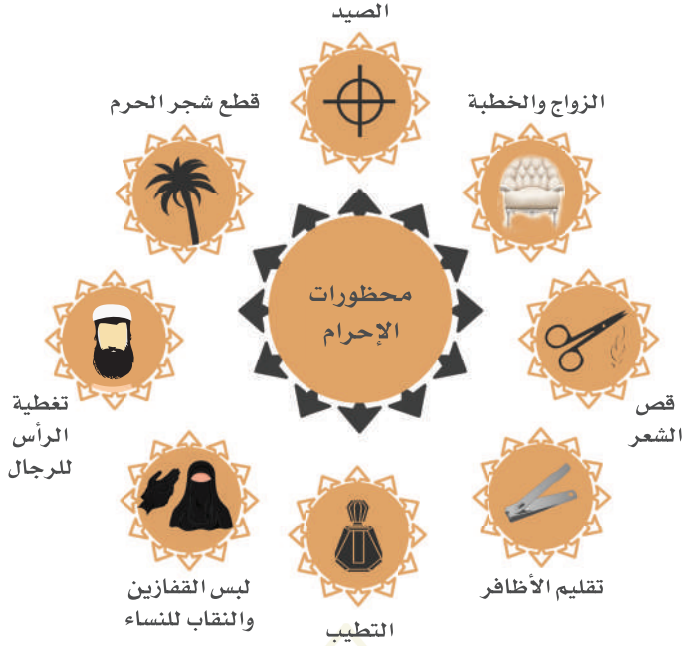 الصيد
الزواج والخطبة
قطع شجر الحرم
محظورات
الإحرام
قص
الشعر
تغطية
الرأس
للرجال
تقليم الأظافر
لبس القفازين
والنقاب للنساء
التطيب